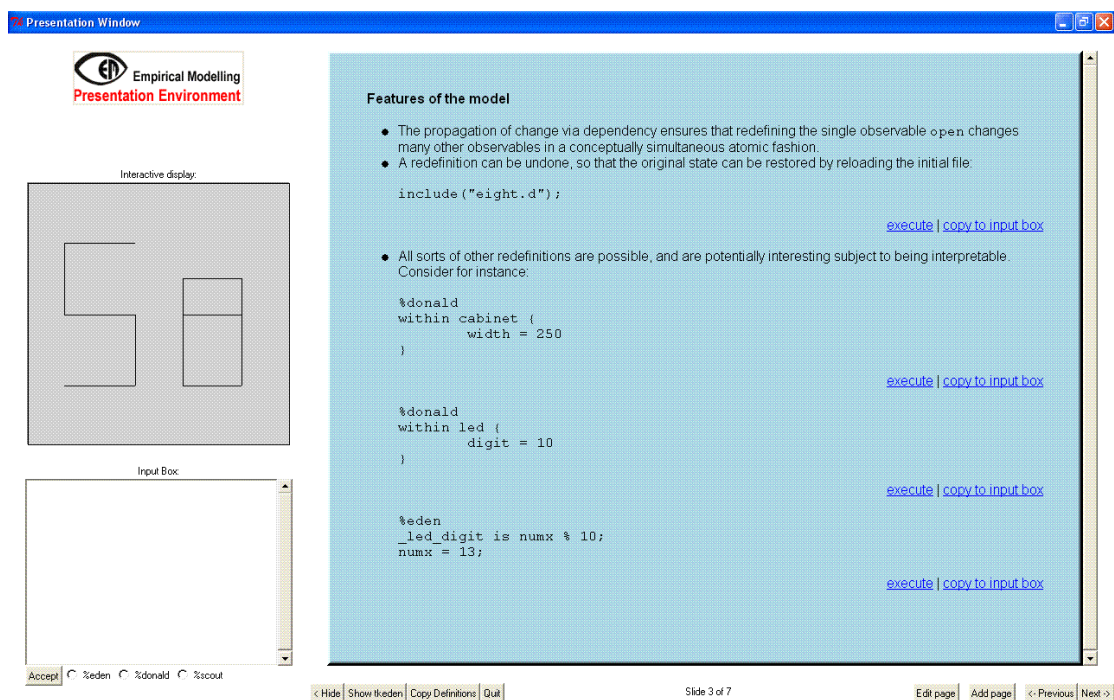 Presentation Window
Empirical Modelling
Presentation Environment
Interactive display:
Input Box:
Accept
%eden
%donald
%scout
Features of the model
The propagation of change via dependency ensures that redefining the single observable open changes
many other observables in a conceptually simultaneous atomic fashion.
A redefinition can be undone, so that the original state can be restored by reloading the initial file:
include("eight.d");
execute | copy to input box
All sorts of other redefinitions are possible, and are potentially interesting subject to being interpretable.
Consider for instance:
%donald
within cabinet {
width = 250
}
execute | copy to input box
%donald
within led {
digit = 10
}
execute | copy to input box
%eden
_led_digit is numx % 10;
numx = 13;
execute | copy to input box
< Hide
Show tkeden
Copy Definitions
Quit
Slide 3 of 7
Edit page
Add page
<- Previous
Next ->